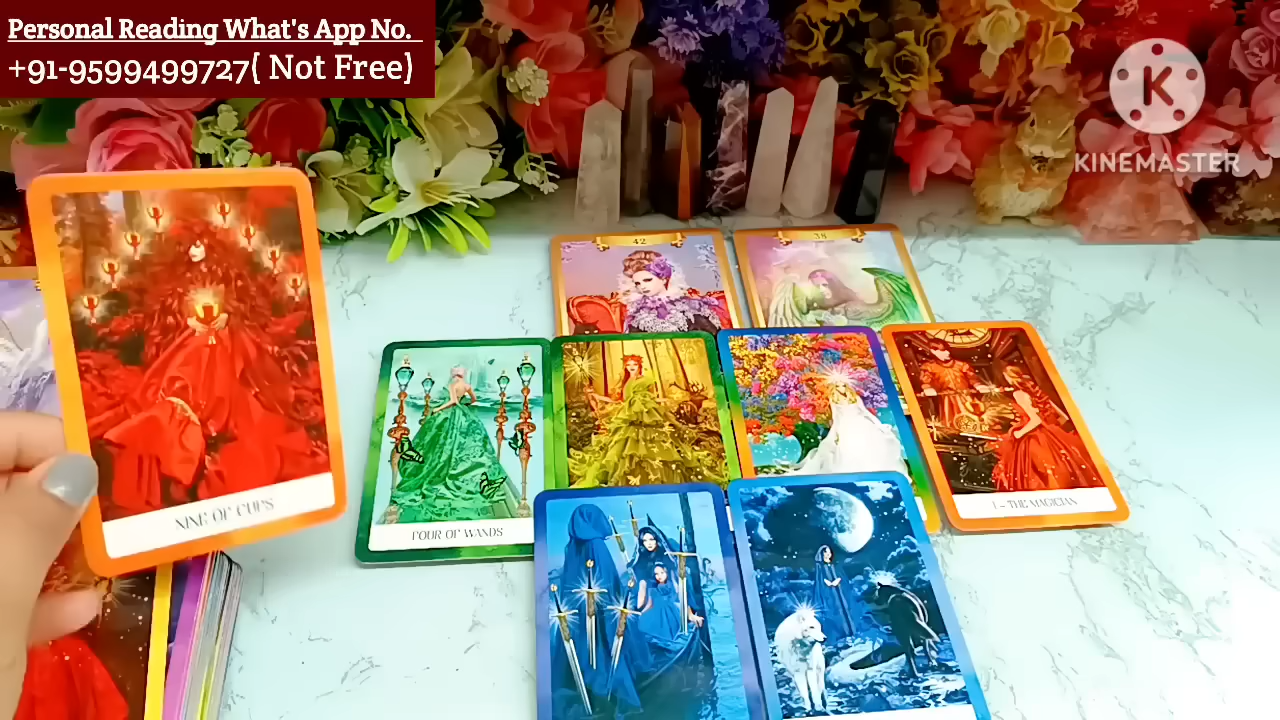 Personal Reading What's App No.
+91-9599499727( Not Free)
K
KINEMASTER
42
38
NINE OF CUPS
FOUR OF WANDS
I – THE MAGICIAN